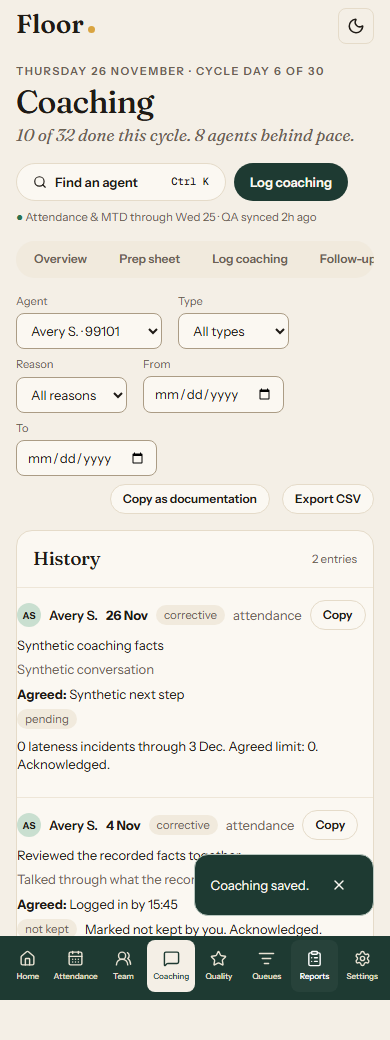 Floor
THURSDAY 26 NOVEMBER · CYCLE DAY 6 OF 30
Coaching
10 of 32 done this cycle. 8 agents behind pace.
Find an agent Ctrl K Log coaching
Attendance & MTD through Wed 25 · QA synced 2h ago
Overview Prep sheet Log coaching Follow-up
Agent Type
Avery S. · 99101 All types
Reason From
All reasons mm/dd/yyyy
To
mm/dd/yyyy
Copy as documentation Export CSV
History 2 entries
AS Avery S. 26 Nov corrective attendance Copy
Synthetic coaching facts
Synthetic conversation
Agreed: Synthetic next step
pending
0 lateness incidents through 3 Dec. Agreed limit: 0.
Acknowledged.
AS Avery S. 4 Nov corrective attendance Copy
Reviewed the recorded facts together.
Talked through what the recor
Coaching saved.
Agreed: Logged in by 15:45
not kept Marked not kept by you. Acknowledged.
Home Attendance Team Coaching Quality Queues Reports Settings